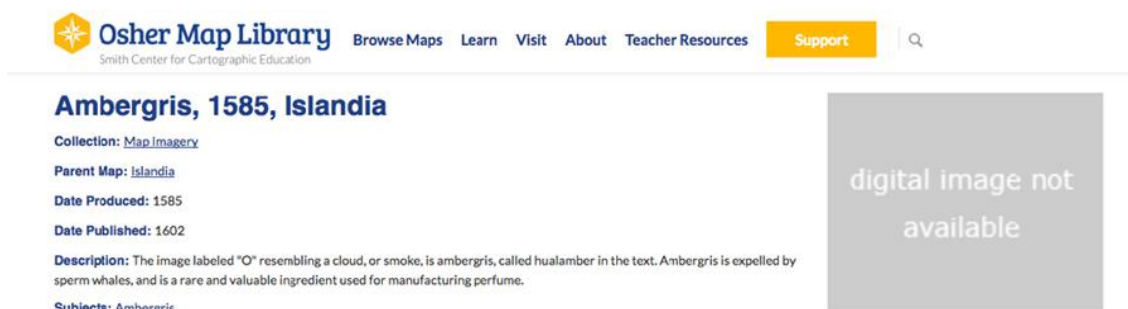 Osher Map Library
Smith Center for Cartographic Education
Browse Maps Learn Visit About Teacher Resources Support
Ambergris, 1585, Islandia
Collection: Map Imagery
Parent Map: Islandia
Date Produced: 1585
Date Published: 1602
Description: The image labeled "O" resembling a cloud, or smoke, is ambergris, called hualamber in the text. Ambergris is expelled by
sperm whales, and is a rare and valuable ingredient used for manufacturing perfume.
Subjects: Ambergris
digital image not
available